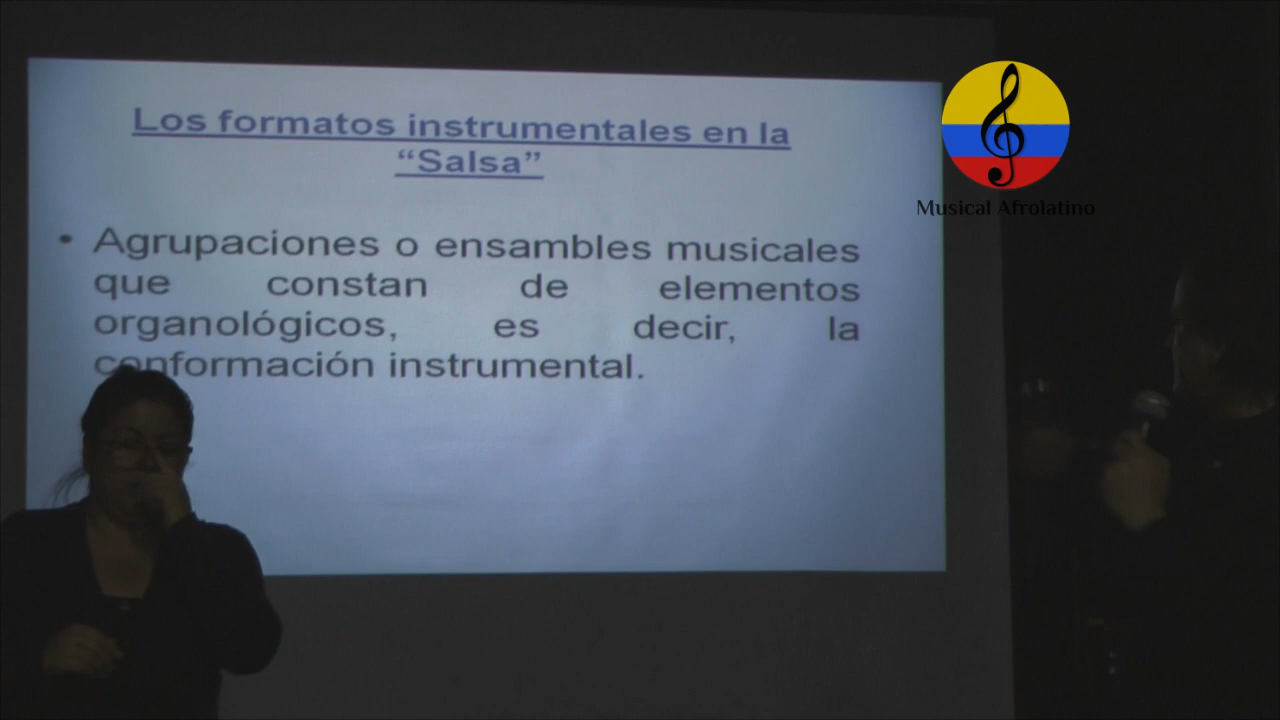 Los formatos instrumentales en la
“Salsa”
• Agrupaciones o ensambles musicales
que constan de elementos
organológicos, es decir, la
conformación instrumental.
Musical Afrolatino